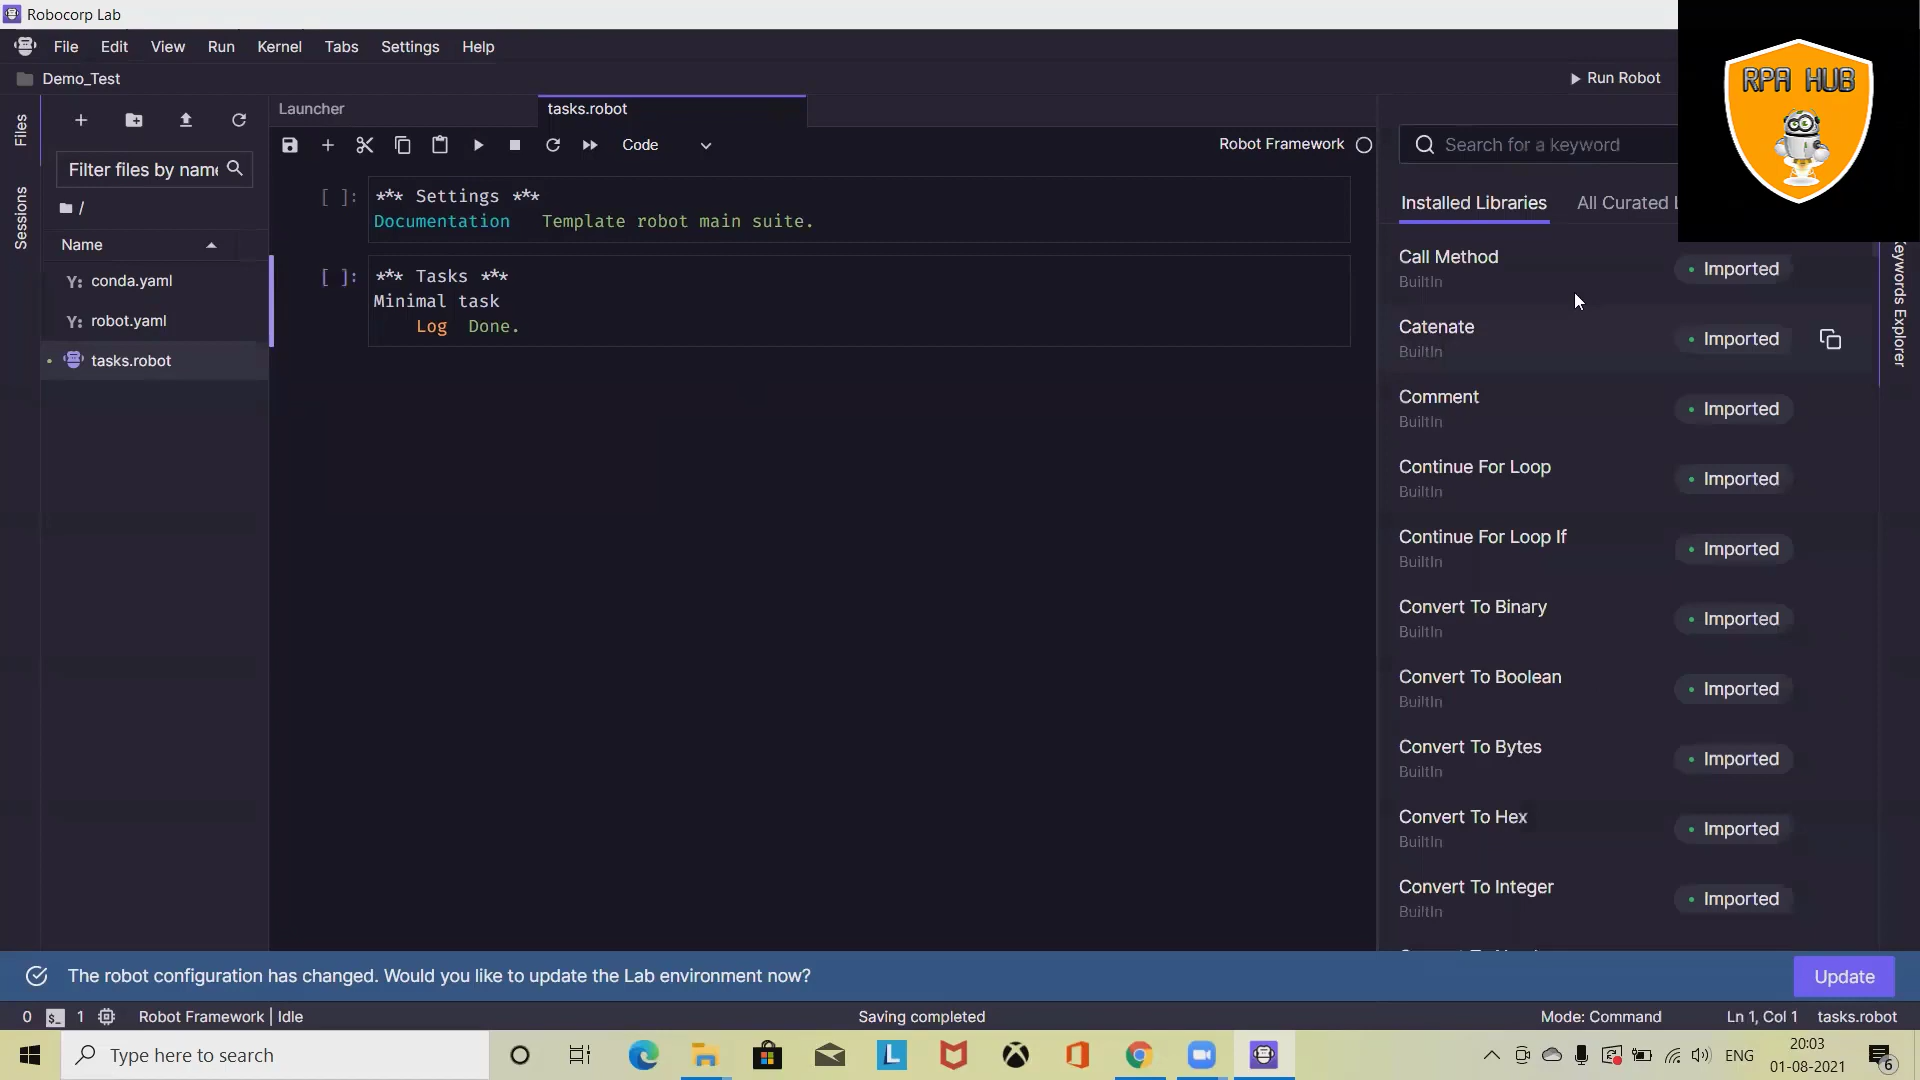 Robocorp Lab
File Edit View Run Kernel Tabs Settings Help
Demo_Test
Run Robot
RPA HUB
Files
Sessions
Filter files by name
/
Name
conda.yaml
robot.yaml
tasks.robot
Launcher
tasks.robot
Code
Robot Framework
[ ]: *** Settings ***
Documentation Template robot main suite.
[ ]: *** Tasks ***
Minimal task
Log Done.
Search for a keyword
Installed Libraries All Curated L
Keywords Explorer
Call Method
BuiltIn
Imported
Catenate
BuiltIn
Imported
Comment
BuiltIn
Imported
Continue For Loop
BuiltIn
Imported
Continue For Loop If
BuiltIn
Imported
Convert To Binary
BuiltIn
Imported
Convert To Boolean
BuiltIn
Imported
Convert To Bytes
BuiltIn
Imported
Convert To Hex
BuiltIn
Imported
Convert To Integer
BuiltIn
Imported
The robot configuration has changed. Would you like to update the Lab environment now?
Update
0 $_ 1 Robot Framework | Idle
Saving completed
Mode: Command
Ln 1, Col 1
tasks.robot
Type here to search
L
ENG
20:03
01-08-2021
6